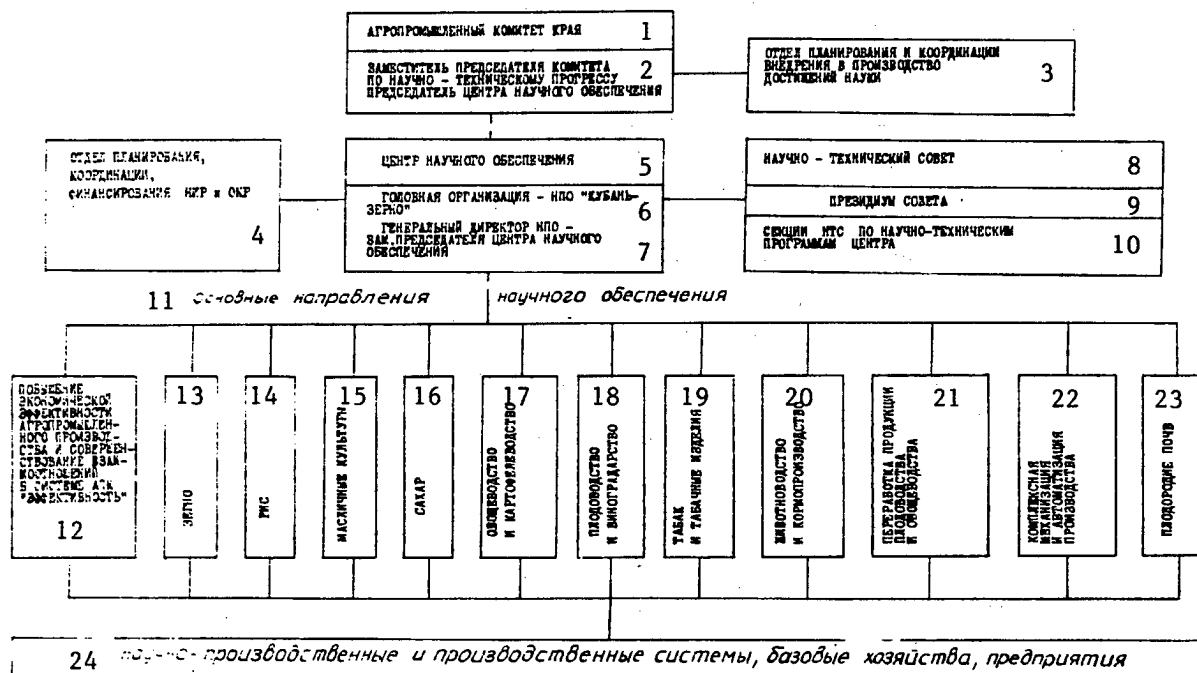 АГРОПРОМЫШЛЕННЫЙ КОМИТЕТ КРАЯ 1
ЗАМЕСТИТЕЛЬ ПРЕДСЕДАТЕЛЯ КОМИТЕТА
ПО НАУЧНО - ТЕХНИЧЕСКОМУ ПРОГРЕССУ 2
ПРЕДСЕДАТЕЛЬ ЦЕНТРА НАУЧНОГО ОБЕСПЕЧЕНИЯ
ОТДЕЛ ПЛАНИРОВАНИЯ И КООРДИНАЦИИ
ВНЕДРЕНИЯ В ПРОИЗВОДСТВО
ДОСТИЖЕНИЙ НАУКИ 3
ОТДЕЛ ПЛАНИРОВАНИЯ,
КООРДИНАЦИИ,
ФИНАНСИРОВАНИЯ НИР и ОКР
4
ЦЕНТР НАУЧНОГО ОБЕСПЕЧЕНИЯ 5
ГОЛОВНАЯ ОРГАНИЗАЦИЯ - НПО "КУБАНЬ-
ЗЕРНО" 6
ГЕНЕРАЛЬНЫЙ ДИРЕКТОР НПО -
ЗАМ.ПРЕДСЕДАТЕЛЯ ЦЕНТРА НАУЧНОГО
ОБЕСПЕЧЕНИЯ 7
НАУЧНО - ТЕХНИЧЕСКИЙ СОВЕТ 8
ПРЕЗИДИУМ СОВЕТА 9
СЕКЦИИ НТС ПО НАУЧНО-ТЕХНИЧЕСКИМ
ПРОГРАММАМ ЦЕНТРА 10
11 основные направления научного обеспечения
ПОВЫШЕНИЕ
ЭКОНОМИЧЕСКОЙ
ЭФФЕКТИВНОСТИ
АГРОПРОМЫШЛЕН-
НОГО ПРОИЗВОД-
СТВА И СОВЕРШЕН-
СТВОВАНИЕ ВЗАИ-
МООТНОШЕНИЙ
В СИСТЕМЕ АПК
"ЭФФЕКТИВНОСТЬ"
12
13
ЗЕРНО
14
РИС
15
МАСЛИЧНЫЕ КУЛЬТУРЫ
16
САХАР
17
ОВОЩЕВОДСТВО
И КАРТОФЕЛЕВОДСТВО
18
ПЛОДОВОДСТВО
И ВИНОГРАДАРСТВО
19
ТАБАК
И ТАБАЧНЫЕ ИЗДЕЛИЯ
20
ЖИВОТНОВОДСТВО
И КОРМОПРОИЗВОДСТВО
21
ПЕРЕРАБОТКА ПРОДУКЦИИ
ПЛОДОВОДСТВА
И ОВОЩЕВОДСТВА
22
КОМПЛЕКСНАЯ
МЕХАНИЗАЦИЯ
И АВТОМАТИЗАЦИЯ
ПРОИЗВОДСТВА
23
ПЛОДОРОДИЕ ПОЧВ
24 научно-производственные и производственные системы, базовые хозяйства, предприятия